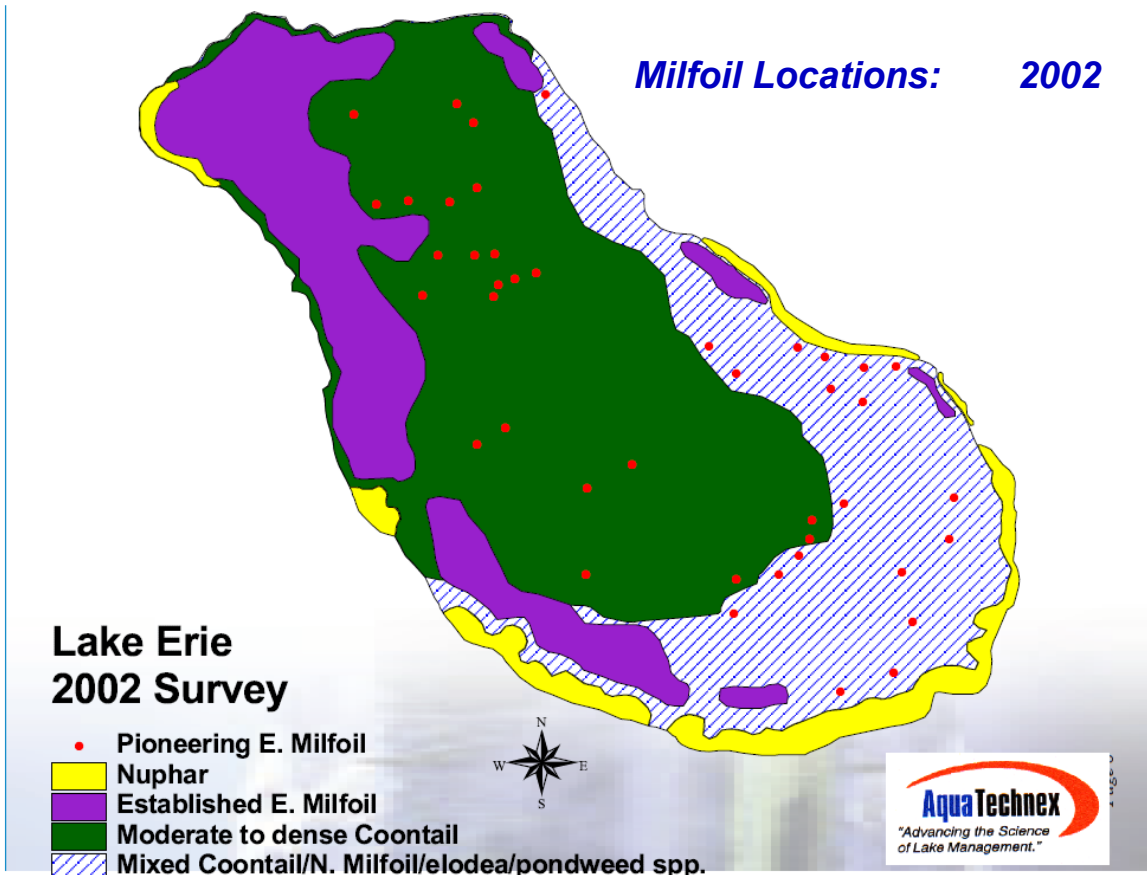 Milfoil Locations: 2002
Lake Erie
2002 Survey
Pioneering E. Milfoil
Nuphar
Established E. Milfoil
Moderate to dense Coontail
Mixed Coontail/N. Milfoil/elodea/pondweed spp.
N
W E
S
AquaTechnex
"Advancing the Science
of Lake Management."